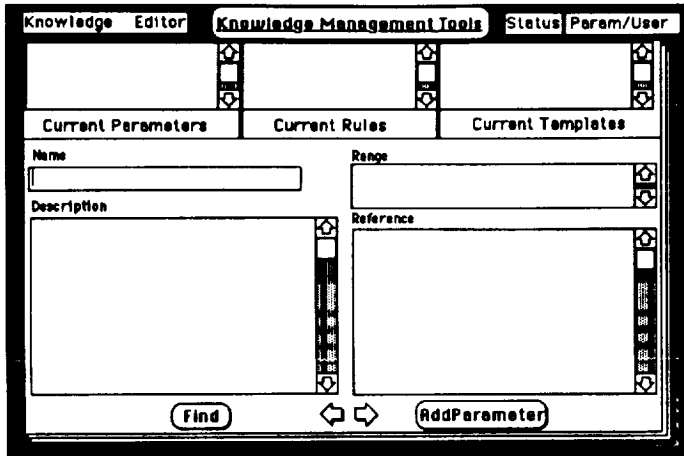 Knowledge Editor Knowledge Management Tools Status Param/User
Current Parameters Current Rules Current Templates
Name Range
Description Reference
Find AddParameter